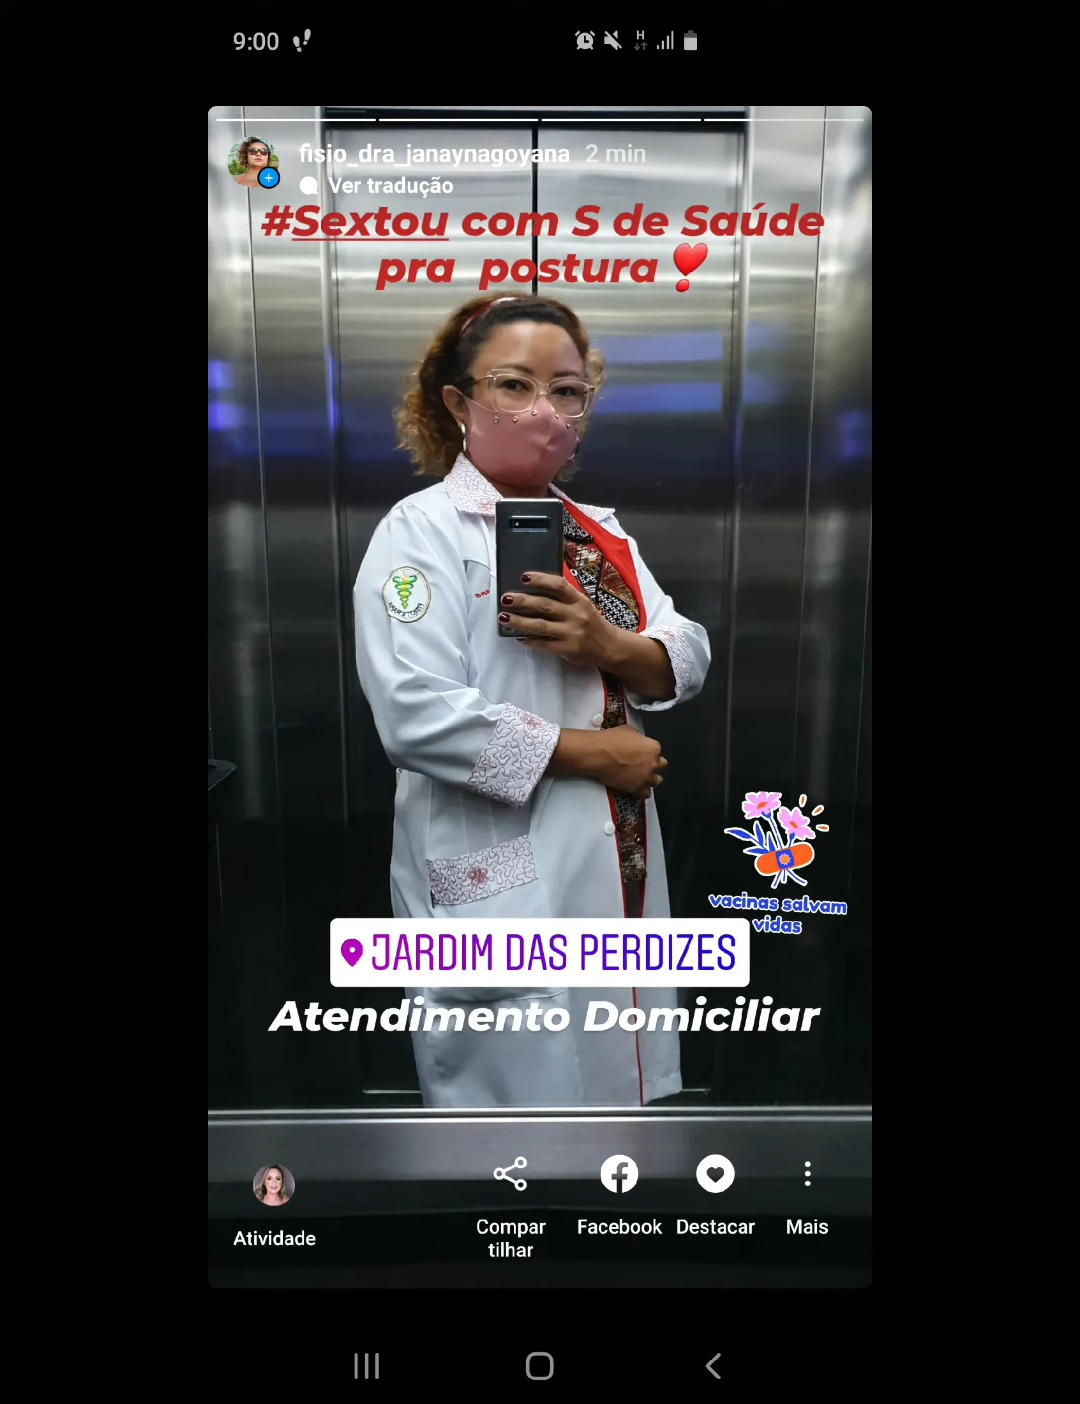 9:00
H
fisio_dra_janaynagoyana 2 min
Ver tradução
#Sextou com S de Saúde
pra postura
vacinas salvam
vidas
JARDIM DAS PERDIZES
Atendimento Domiciliar
Atividade
Compar
tilhar
Facebook
Destacar
Mais